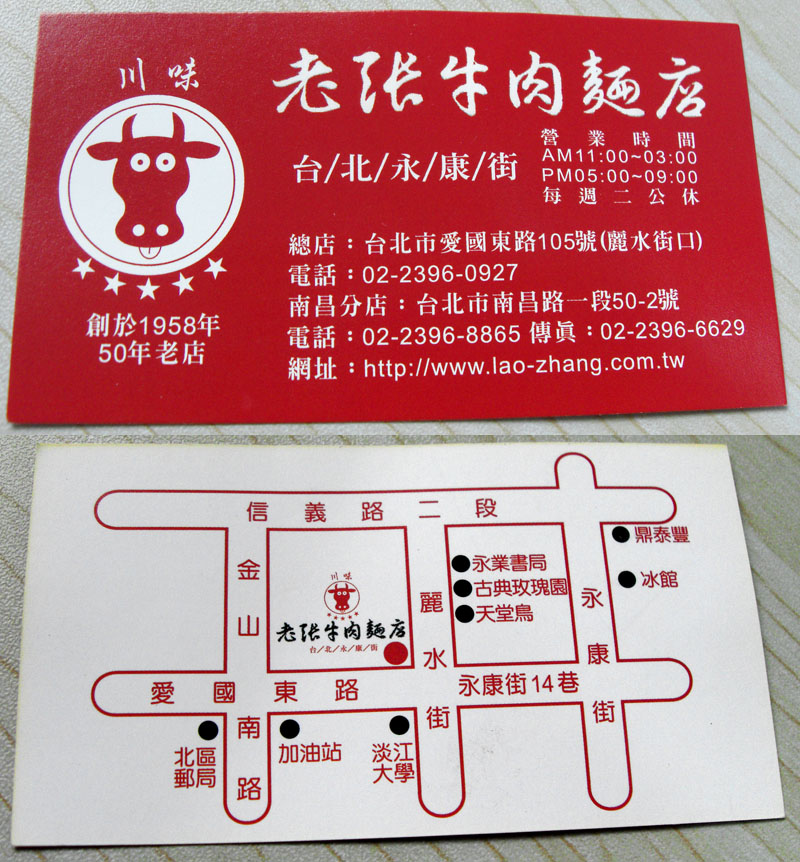 川味
老張牛肉麵店
台/北/永/康/街
營業時間
AM11:00~03:00
PM05:00~09:00
每週二公休
總店：台北市愛國東路105號(麗水街口)
電話：02-2396-0927
南昌分店：台北市南昌路一段50-2號
電話：02-2396-8865 傳眞：02-2396-6629
網址：http://www.lao-zhang.com.tw
創於1958年
50年老店
信義路二段
金山南路
麗水街
永康街
鼎泰豐
冰館
永業書局
古典玫瑰園
天堂鳥
川味
老張牛肉麵店
台/北/永/康/街
愛國東路
永康街14巷
北區
郵局
加油站
淡江
大學